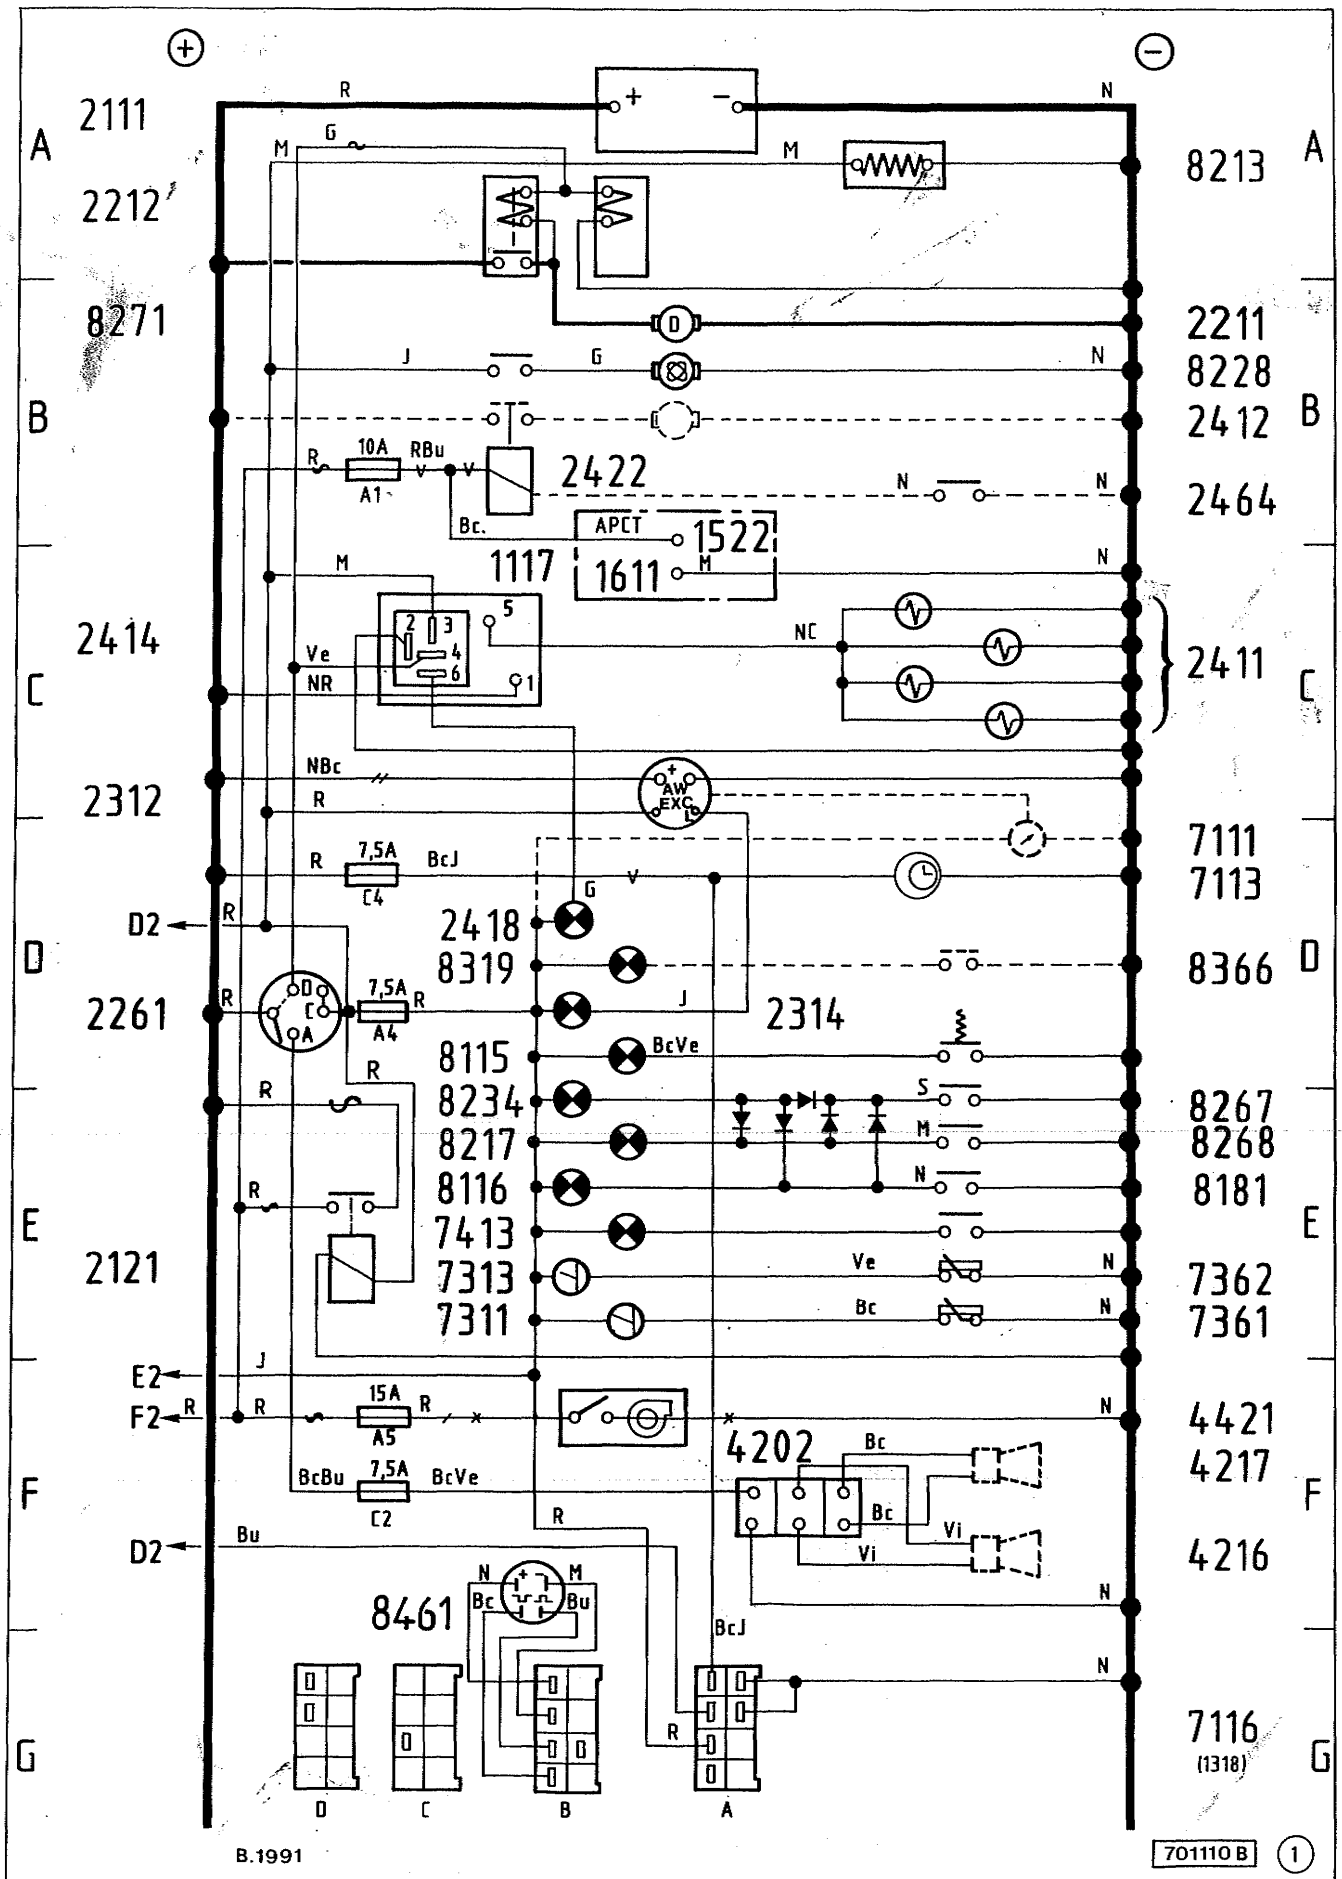 + −
2111 R + − N
A G A
M M 8213
2212
8271 D 2211
J G N 8228
B 2412 B
R 10A RBu V V 2422
A1 N N 2464
Bc. APCT 1522
1117 1611 M N
M
2 3 5
2414 Ve 4 NC 2411
C NR 6 1 C
NBc +
2312 R AW
EXC
L
7,5A 7111
R BcJ V 7113
C4 G
D2 R 2418
D 8319 8366 D
2261 R D 7,5A R J 2314
C A4
A 8115 BcVe
R
R 8234 S 8267
8217 M 8268
R 8116 N 8181
E 7413 E
2121 7313 Ve N 7362
7311 Bc N 7361
E2 J
F2 R R 15A R N 4421
A5 4202 Bc 4217
F BcBu 7,5A BcVe F
C2 Bc
D2 Bu R Vi 4216
Vi
N + − M N
8461 Bc Bu
BcJ
N
R 7116
G (1318) G
D C B A
B.1991 701110 B 1